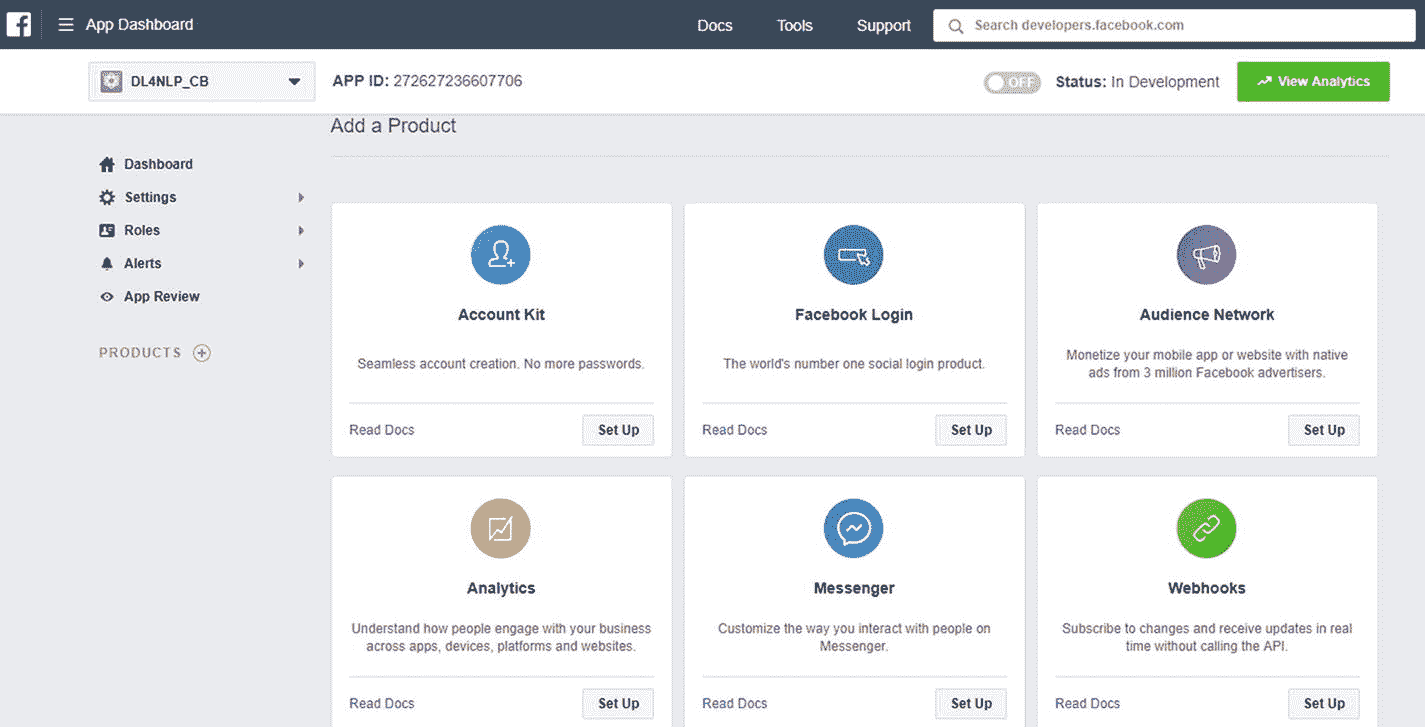 App Dashboard
Docs
Tools
Support
Search developers.facebook.com
DL4NLP_CB
APP ID: 272627236607706
OFF
Status: In Development
View Analytics
Add a Product
Dashboard
Settings
Roles
Alerts
App Review
PRODUCTS
Account Kit
Seamless account creation. No more passwords.
Read Docs
Set Up
Facebook Login
The world's number one social login product.
Read Docs
Set Up
Audience Network
Monetize your mobile app or website with native
ads from 3 million Facebook advertisers.
Read Docs
Set Up
Analytics
Understand how people engage with your business
across apps, devices, platforms and websites.
Read Docs
Set Up
Messenger
Customize the way you interact with people on
Messenger.
Read Docs
Set Up
Webhooks
Subscribe to changes and receive updates in real
time without calling the API.
Read Docs
Set Up